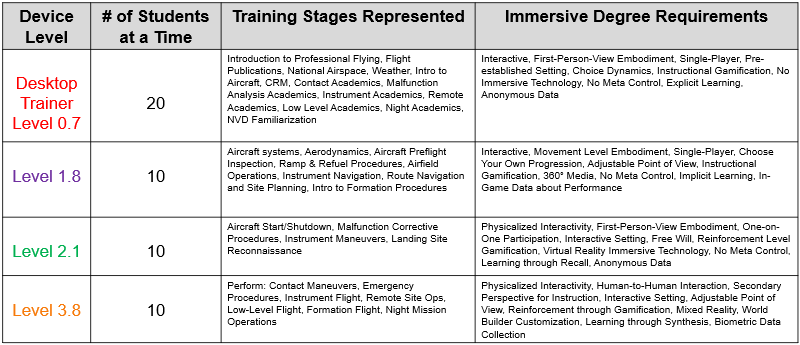 Device Level
# of Students at a Time
Training Stages Represented
Immersive Degree Requirements
Desktop
Trainer
Level 0.7
20
Introduction to Professional Flying, Flight
Publications, National Airspace, Weather, Intro to
Aircraft, CRM, Contact Academics, Malfunction
Analysis Academics, Instrument Academics, Remote
Academics, Low Level Academics, Night Academics,
NVD Familiarization
Interactive, First-Person-View Embodiment, Single-Player, Pre-
established Setting, Choice Dynamics, Instructional Gamification, No
Immersive Technology, No Meta Control, Explicit Learning,
Anonymous Data
Level 1.8
10
Aircraft systems, Aerodynamics, Aircraft Preflight
Inspection, Ramp & Refuel Procedures, Airfield
Operations, Instrument Navigation, Route Navigation
and Site Planning, Intro to Formation Procedures
Interactive, Movement Level Embodiment, Single-Player, Choose
Your Own Progression, Adjustable Point of View, Instructional
Gamification, 360° Media, No Meta Control, Implicit Learning, In-
Game Data about Performance
Level 2.1
10
Aircraft Start/Shutdown, Malfunction Corrective
Procedures, Instrument Maneuvers, Landing Site
Reconnaissance
Physicalized Interactivity, First-Person-View Embodiment, One-on-
One Participation, Interactive Setting, Free Will, Reinforcement Level
Gamification, Virtual Reality Immersive Technology, No Meta Control,
Learning through Recall, Anonymous Data
Level 3.8
10
Perform: Contact Maneuvers, Emergency
Procedures, Instrument Flight, Remote Site Ops,
Low-Level Flight, Formation Flight, Night Mission
Operations
Physicalized Interactivity, Human-to-Human Interaction, Secondary
Perspective for Instruction, Interactive Setting, Adjustable Point of
View, Reinforcement through Gamification, Mixed Reality, World
Builder Customization, Learning through Synthesis, Biometric Data
Collection